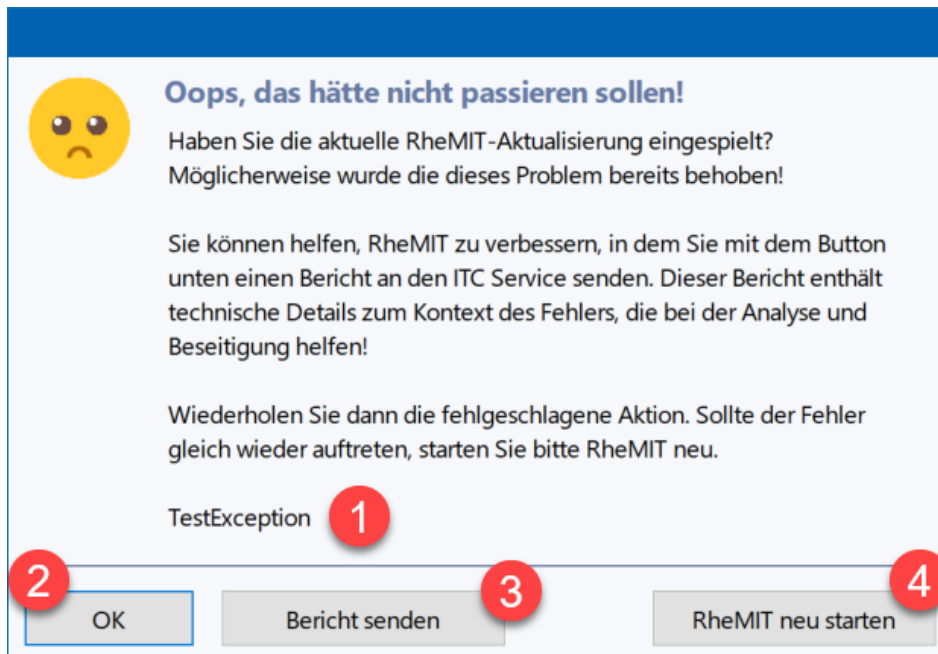 Oops, das hätte nicht passieren sollen!
Haben Sie die aktuelle RheMIT-Aktualisierung eingespielt?
Möglicherweise wurde die dieses Problem bereits behoben!
Sie können helfen, RheMIT zu verbessern, in dem Sie mit dem Button
unten einen Bericht an den ITC Service senden. Dieser Bericht enthält
technische Details zum Kontext des Fehlers, die bei der Analyse und
Beseitigung helfen!
Wiederholen Sie dann die fehlgeschlagene Aktion. Sollte der Fehler
gleich wieder auftreten, starten Sie bitte RheMIT neu.
TestException 1
2 3 4
OK Bericht senden RheMIT neu starten